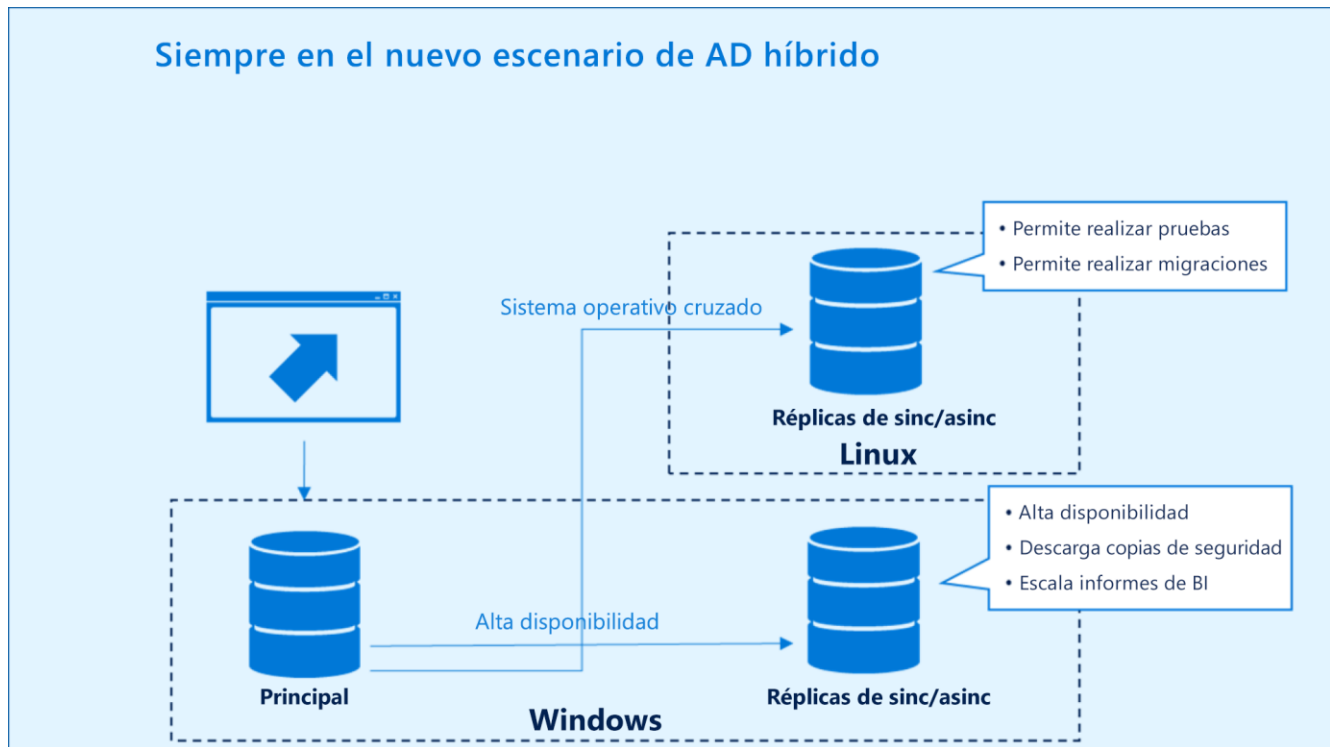 Siempre en el nuevo escenario de AD híbrido
• Permite realizar pruebas
• Permite realizar migraciones
Sistema operativo cruzado
Réplicas de sinc/asinc
Linux
• Alta disponibilidad
• Descarga copias de seguridad
• Escala informes de BI
Alta disponibilidad
Principal
Réplicas de sinc/asinc
Windows